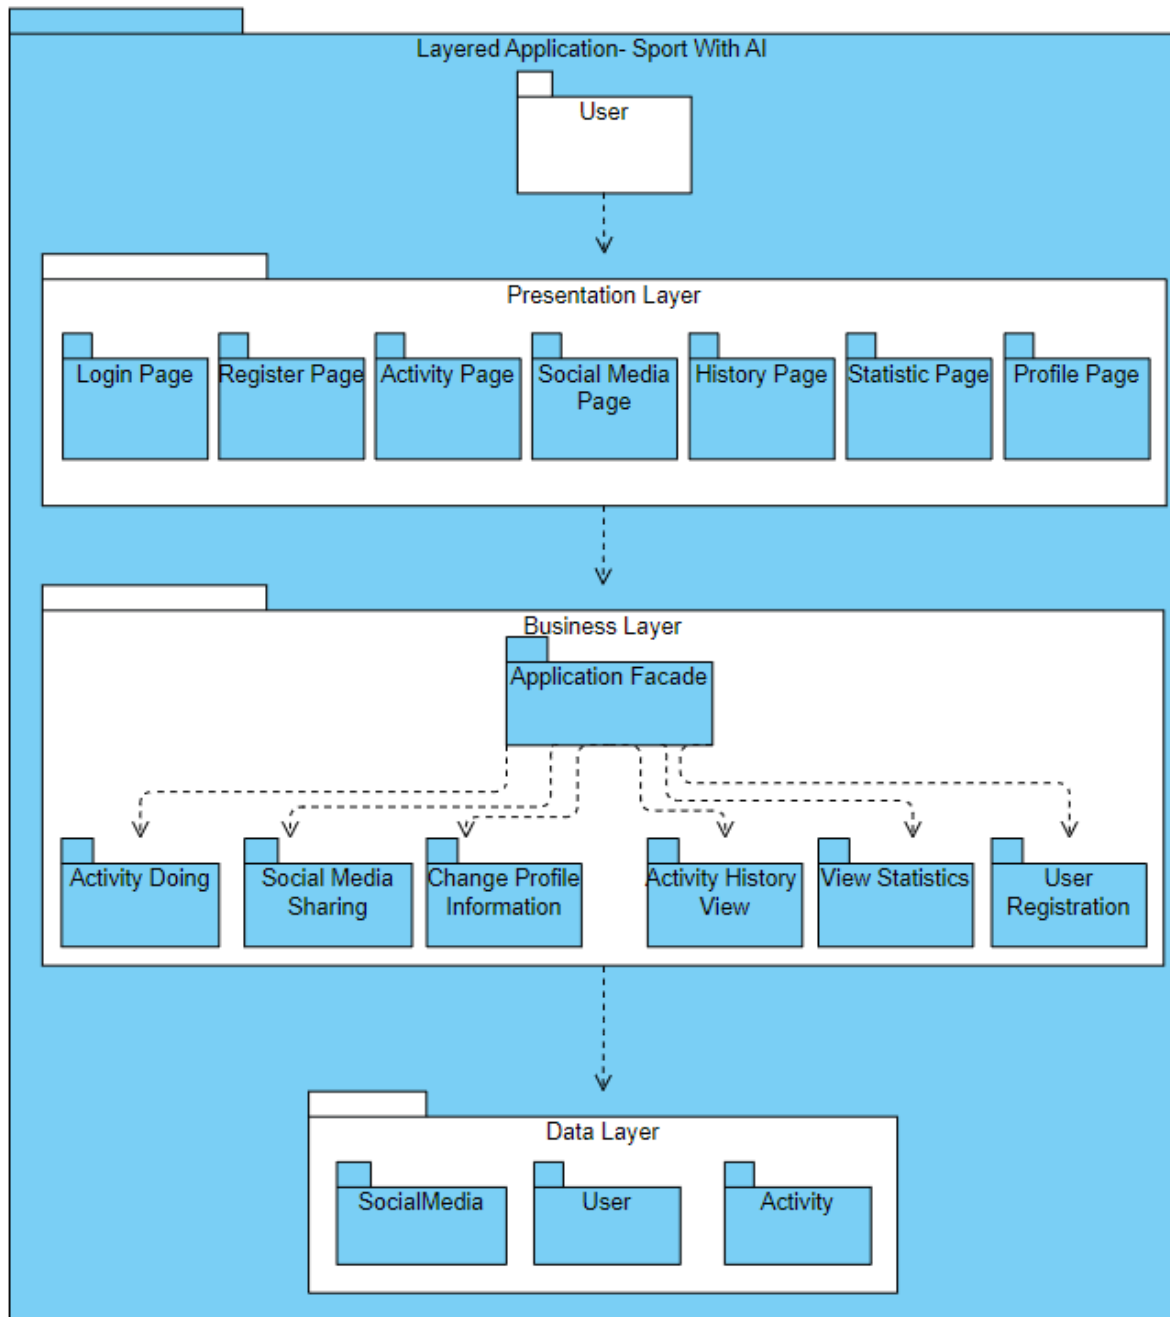 Layered Application- Sport With AI
User
Presentation Layer
Login Page
Register Page
Activity Page
Social Media
Page
History Page
Statistic Page
Profile Page
Business Layer
Application Facade
Activity Doing
Social Media
Sharing
Change Profile
Information
Activity History
View
View Statistics
User
Registration
Data Layer
SocialMedia
User
Activity